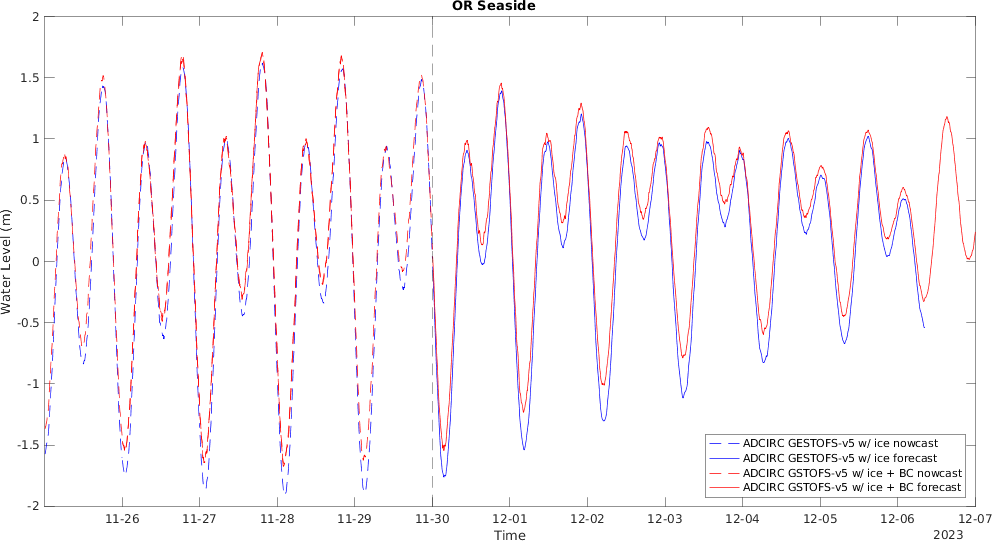 OR Seaside
2
1.5
1
0.5
0
-0.5
-1
-1.5
-2
Water Level (m)
ADCIRC GESTOFS-v5 w/ ice nowcast
ADCIRC GESTOFS-v5 w/ ice forecast
ADCIRC GSTOFS-v5 w/ ice + BC nowcast
ADCIRC GSTOFS-v5 w/ ice + BC forecast
11-26 11-27 11-28 11-29 11-30 12-01 12-02 12-03 12-04 12-05 12-06 12-07
Time
2023